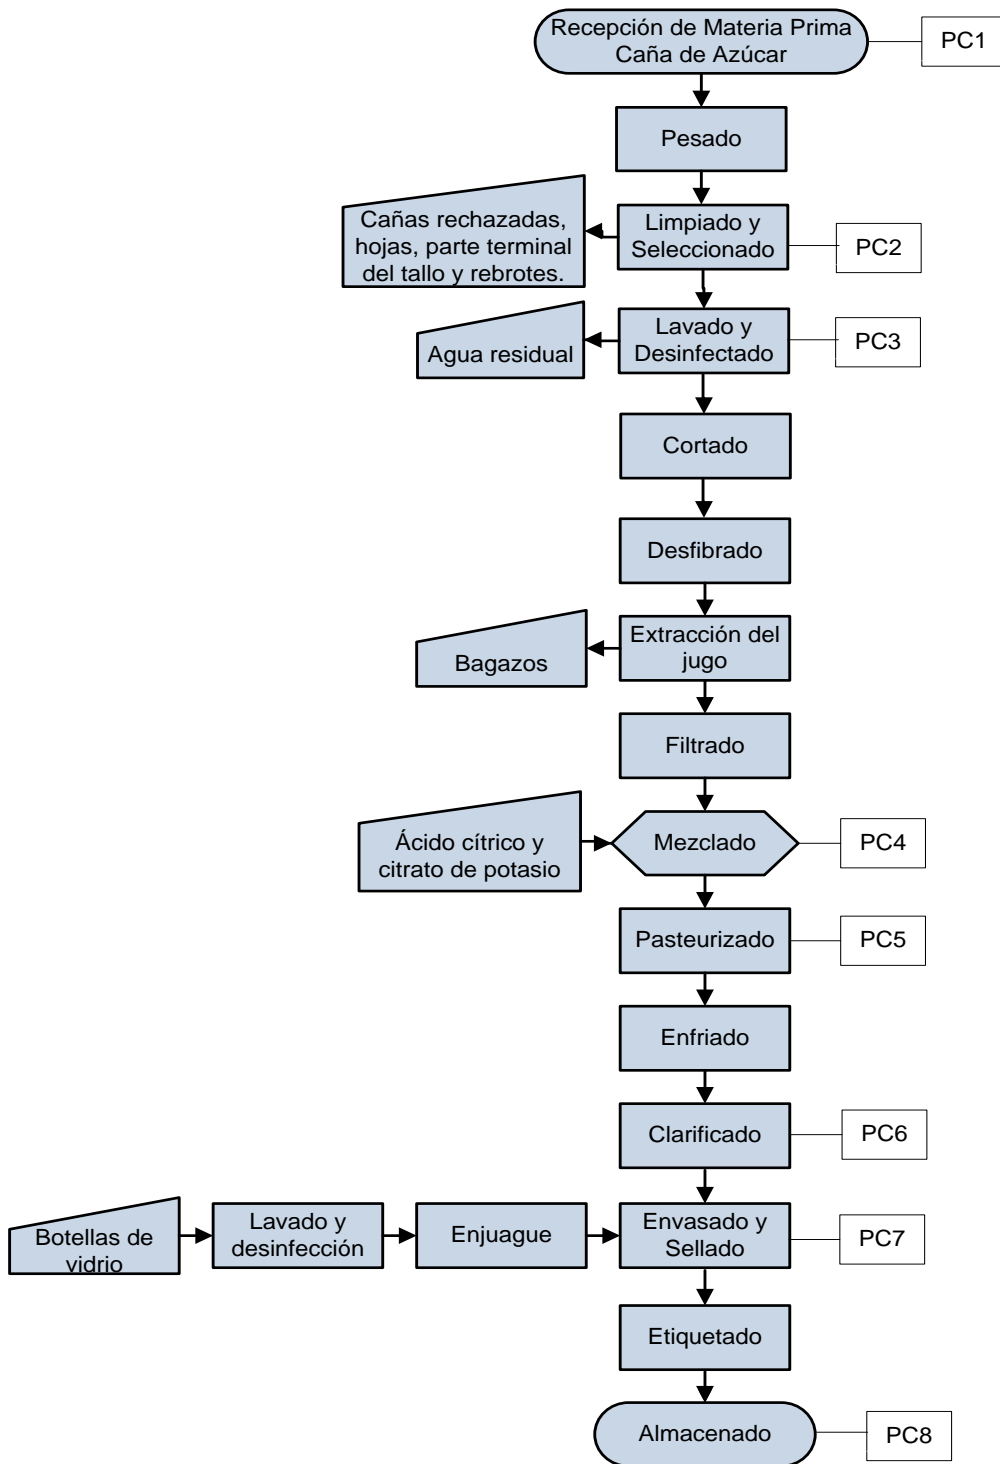 Recepción de Materia Prima
Caña de Azúcar
PC1
Pesado
Cañas rechazadas,
hojas, parte terminal
del tallo y rebrotes.
Limpiado y
Seleccionado
PC2
Agua residual
Lavado y
Desinfectado
PC3
Cortado
Desfibrado
Bagazos
Extracción del
jugo
Filtrado
Ácido cítrico y
citrato de potasio
Mezclado
PC4
Pasteurizado
PC5
Enfriado
Clarificado
PC6
Botellas de
vidrio
Lavado y
desinfección
Enjuague
Envasado y
Sellado
PC7
Etiquetado
Almacenado
PC8